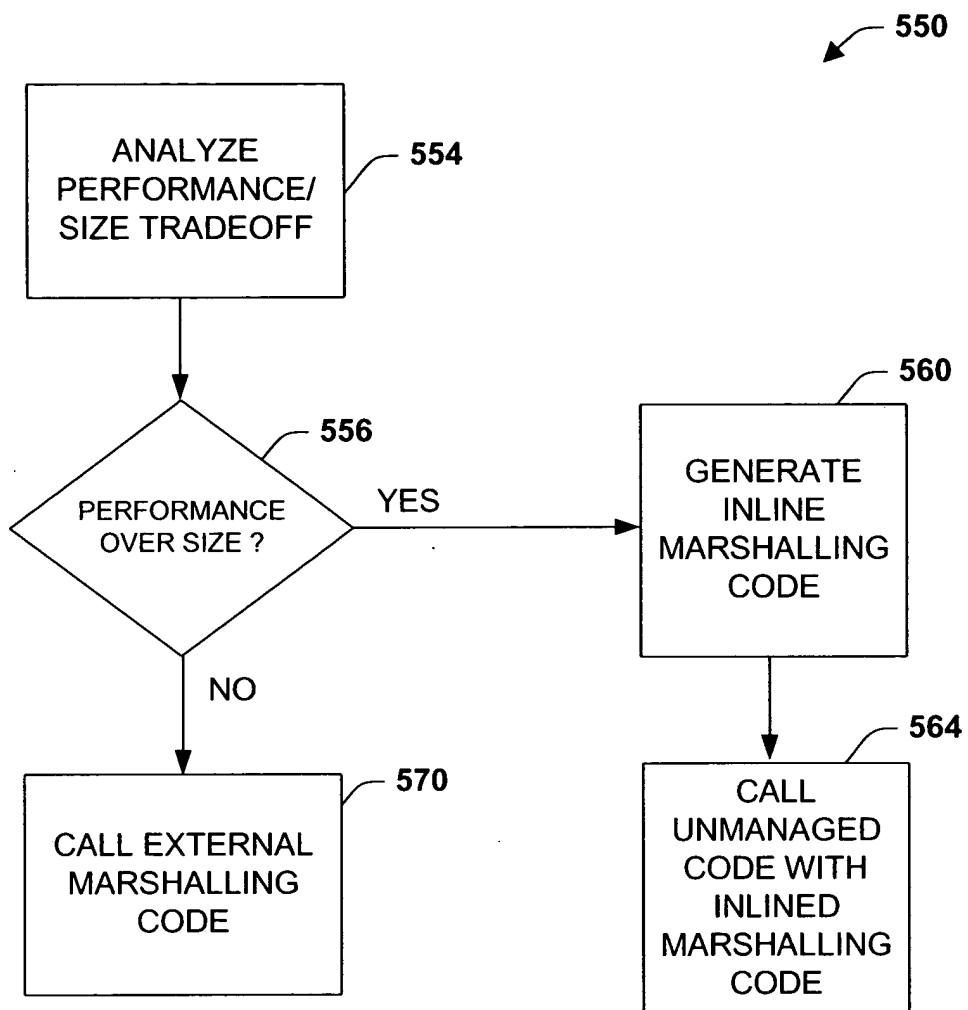 550
ANALYZE
PERFORMANCE/
SIZE TRADEOFF
554
556
PERFORMANCE
OVER SIZE ?
YES
NO
560
GENERATE
INLINE
MARSHALLING
CODE
564
CALL
UNMANAGED
CODE WITH
INLINED
MARSHALLING
CODE
570
CALL EXTERNAL
MARSHALLING
CODE